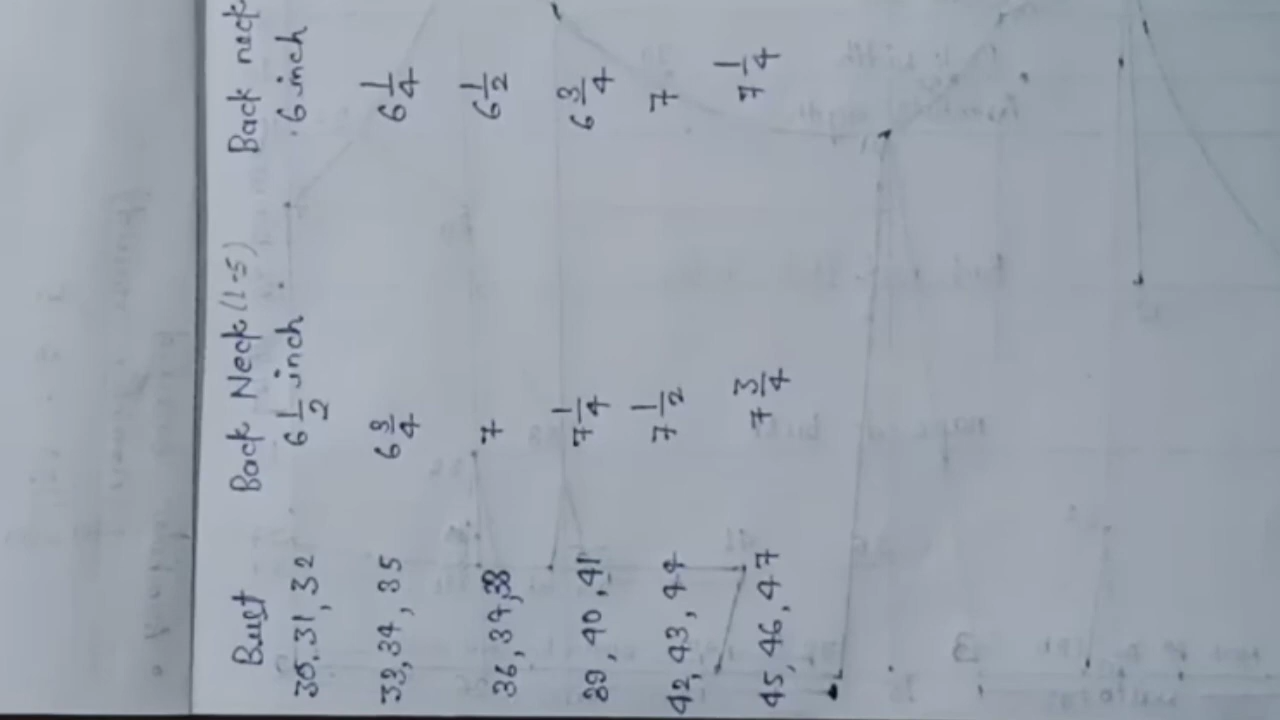 Bust Back Neck (1-5) Back neck
30, 31, 32 6 1/2 inch 6 inch
33, 34, 35 6 3/4 6 1/4
36, 37, 38 7 6 1/2
39, 40, 41 7 1/4 6 3/4
42, 43, 44 7 1/2 7
45, 46, 47 7 3/4 7 1/4